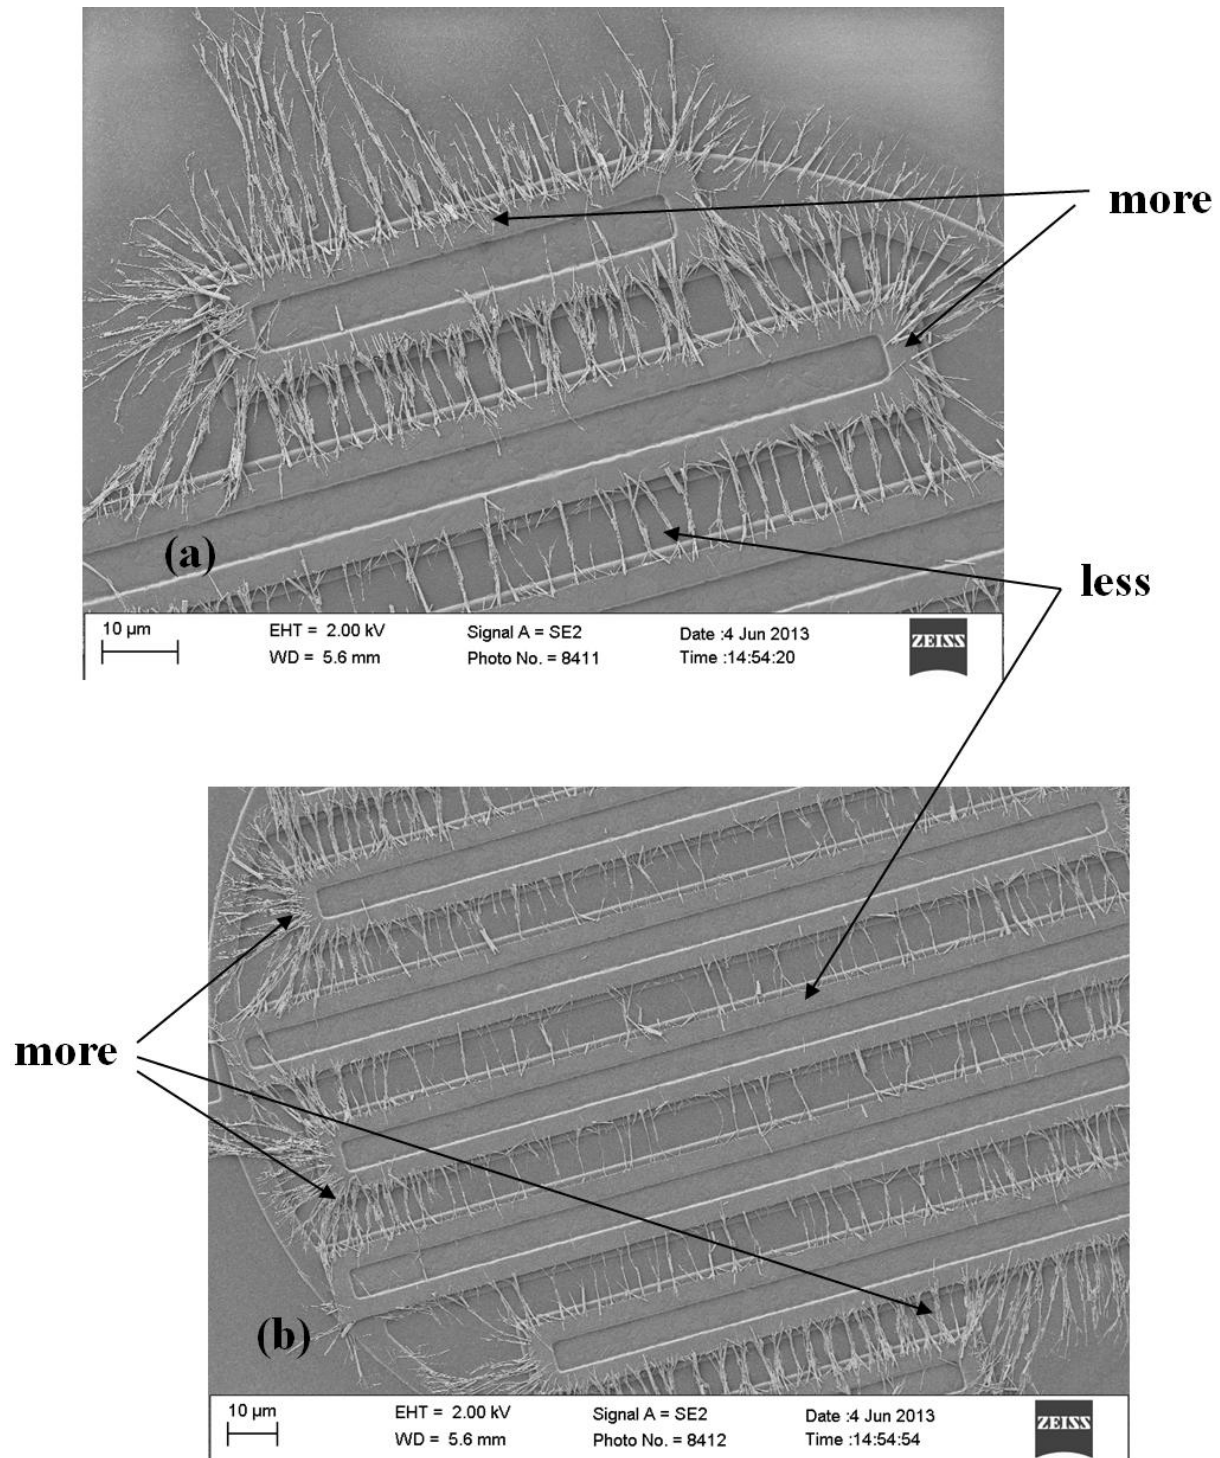 more
(a)
less
10 µm
EHT = 2.00 kV
WD = 5.6 mm
Signal A = SE2
Photo No. = 8411
Date :4 Jun 2013
Time :14:54:20
ZEISS
more
(b)
10 µm
EHT = 2.00 kV
WD = 5.6 mm
Signal A = SE2
Photo No. = 8412
Date :4 Jun 2013
Time :14:54:54
ZEISS